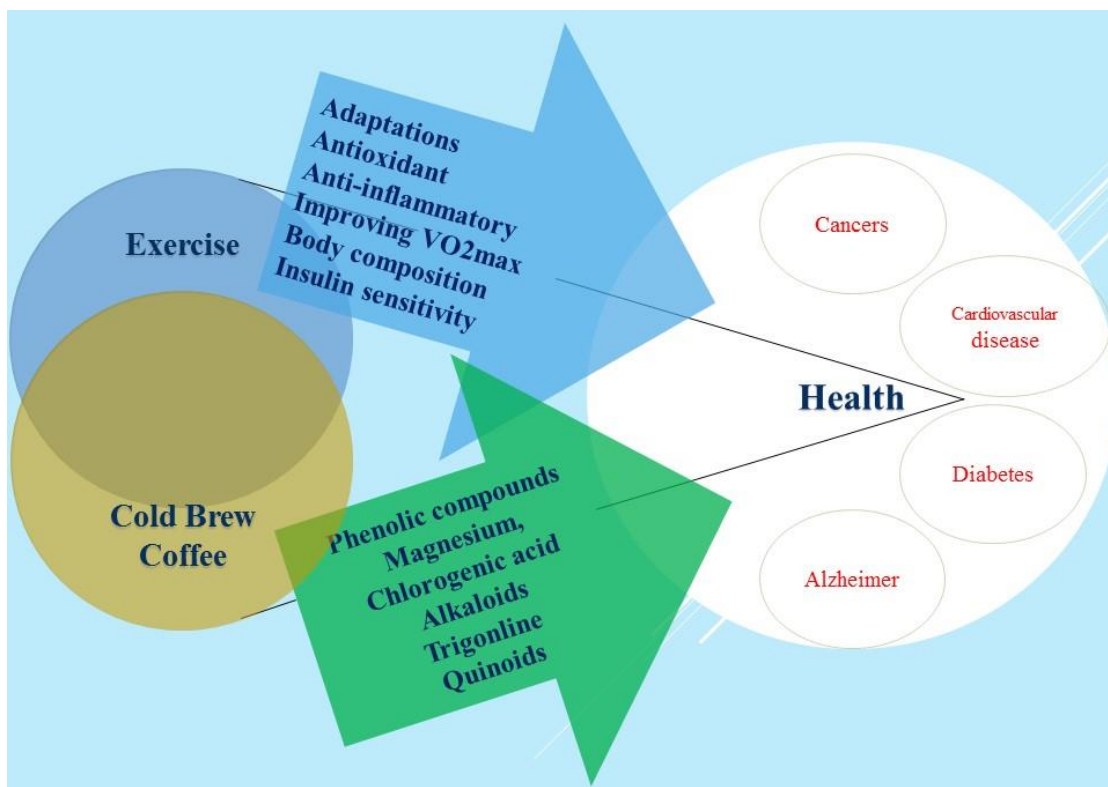 Exercise
Cold Brew
Coffee
Adaptations
Antioxidant
Anti-inflammatory
Improving VO2max
Body composition
Insulin sensitivity
Phenolic compounds
Magnesium,
Chlorogenic acid
Alkaloids
Trigonline
Quinoids
Health
Cancers
Cardiovascular
disease
Diabetes
Alzheimer